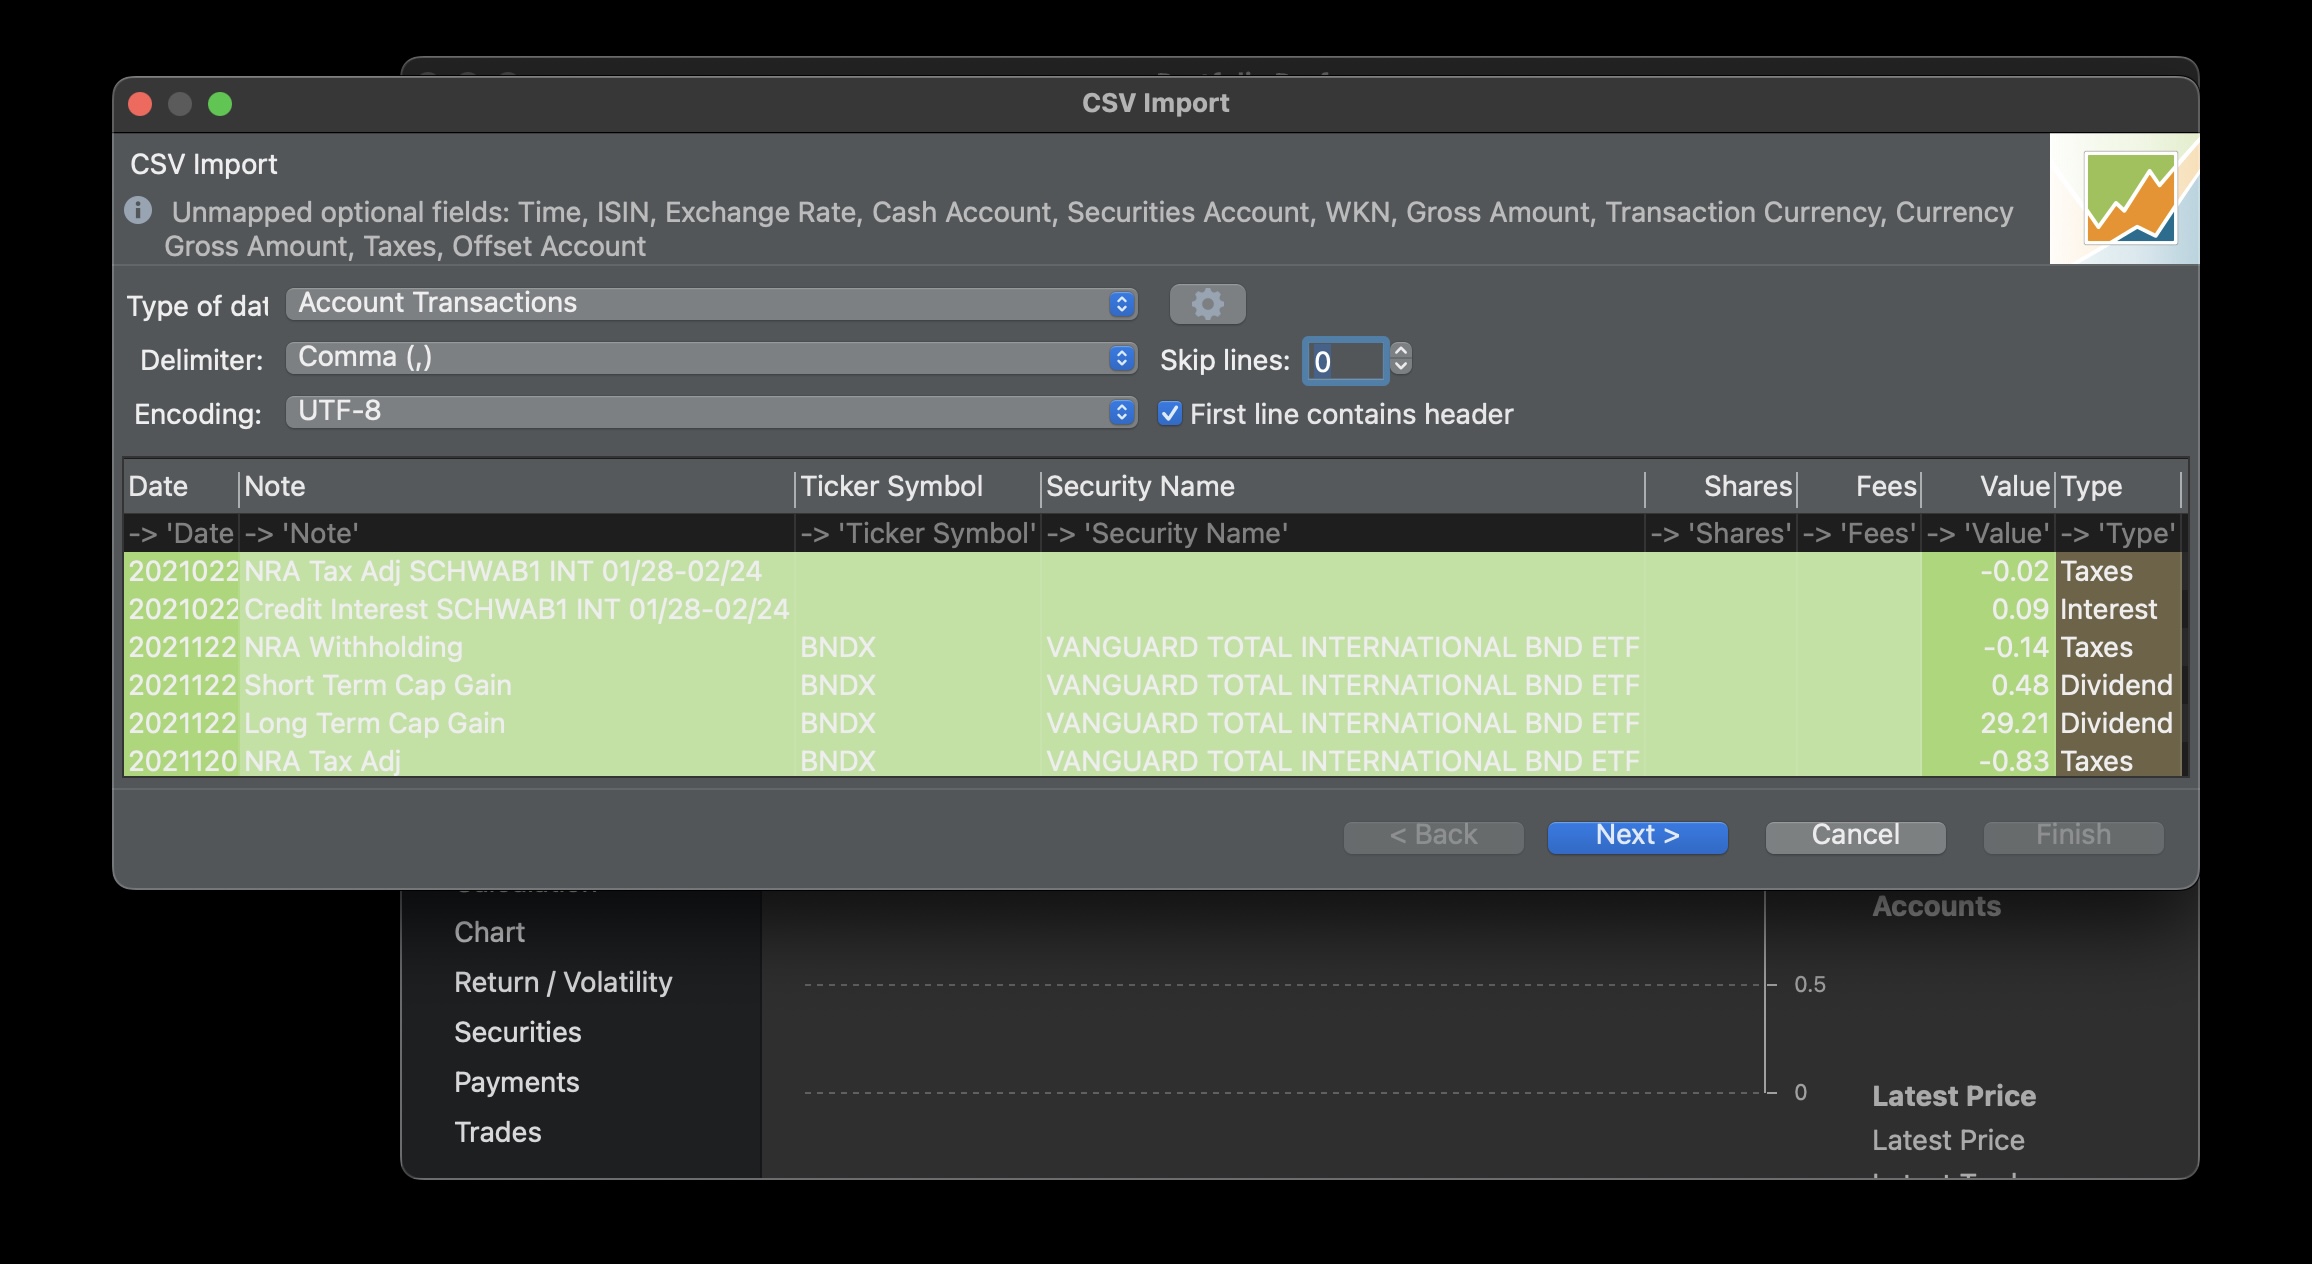 CSV Import
CSV Import
Unmapped optional fields: Time, ISIN, Exchange Rate, Cash Account, Securities Account, WKN, Gross Amount, Transaction Currency, Currency
Gross Amount, Taxes, Offset Account
Type of dat Account Transactions
Delimiter: Comma (,) Skip lines: 0
Encoding: UTF-8 First line contains header
Date Note Ticker Symbol Security Name Shares Fees Value Type
-> 'Date -> 'Note' -> 'Ticker Symbol' -> 'Security Name' -> 'Shares' -> 'Fees' -> 'Value' -> 'Type'
2021022 NRA Tax Adj SCHWAB1 INT 01/28-02/24 -0.02 Taxes
2021022 Credit Interest SCHWAB1 INT 01/28-02/24 0.09 Interest
2021122 NRA Withholding BNDX VANGUARD TOTAL INTERNATIONAL BND ETF -0.14 Taxes
2021122 Short Term Cap Gain BNDX VANGUARD TOTAL INTERNATIONAL BND ETF 0.48 Dividend
2021122 Long Term Cap Gain BNDX VANGUARD TOTAL INTERNATIONAL BND ETF 29.21 Dividend
2021120 NRA Tax Adj BNDX VANGUARD TOTAL INTERNATIONAL BND ETF -0.83 Taxes
< Back Next > Cancel Finish
Accounts
Chart
Return / Volatility 0.5
Securities
Payments 0 Latest Price
Trades Latest Price